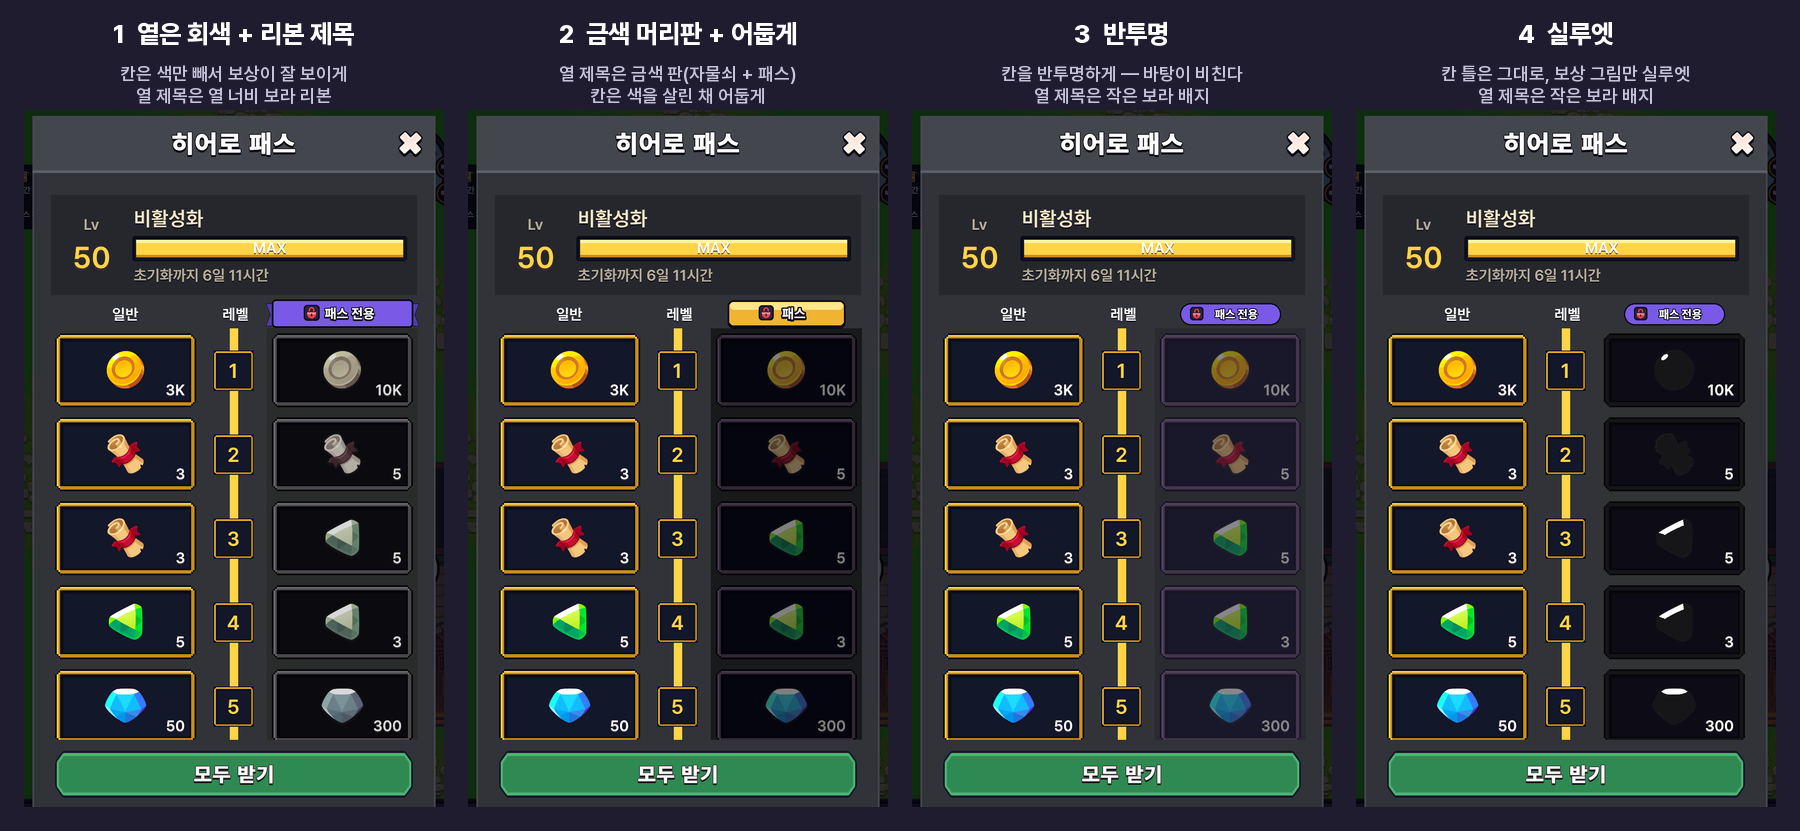 1 옅은 회색 + 리본 제목
칸은 색만 빼서 보상이 잘 보이게
열 제목은 열 너비 보라 리본
히어로 패스
Lv
50
비활성화
MAX
초기화까지 6일 11시간
일반
레벨
패스 전용
3K
1
10K
3
2
5
3
3
5
5
4
3
50
5
300
모두 받기
2 금색 머리판 + 어둡게
열 제목은 금색 판(자물쇠 + 패스)
칸은 색을 살린 채 어둡게
히어로 패스
Lv
50
비활성화
MAX
초기화까지 6일 11시간
일반
레벨
패스
3K
1
10K
3
2
5
3
3
5
5
4
3
50
5
300
모두 받기
3 반투명
칸을 반투명하게 — 바탕이 비친다
열 제목은 작은 보라 배지
히어로 패스
Lv
50
비활성화
MAX
초기화까지 6일 11시간
일반
레벨
패스 전용
3K
1
10K
3
2
5
3
3
5
5
4
3
50
5
300
모두 받기
4 실루엣
칸 틀은 그대로, 보상 그림만 실루엣
열 제목은 작은 보라 배지
히어로 패스
Lv
50
비활성화
MAX
초기화까지 6일 11시간
일반
레벨
패스 전용
3K
1
10K
3
2
5
3
3
5
5
4
3
50
5
300
모두 받기